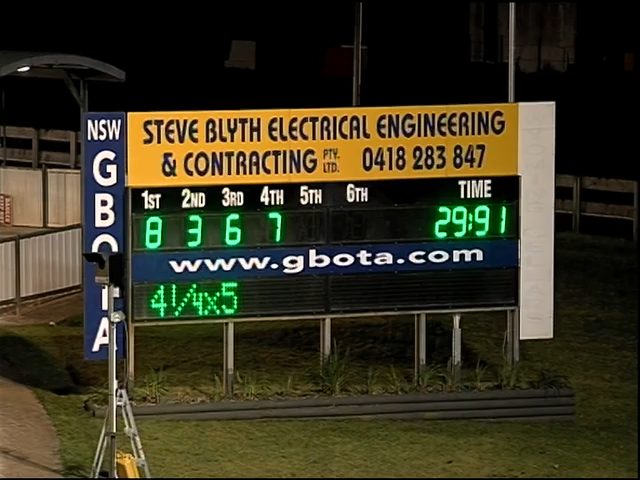 STEVE BLYTH ELECTRICAL ENGINEERING
& CONTRACTING PTY. LTD. 0418 283 847
NSW
GBOTA
1ST 2ND 3RD 4TH 5TH 6TH TIME
8 3 6 7 29:91
www.gbota.com
4¼x5